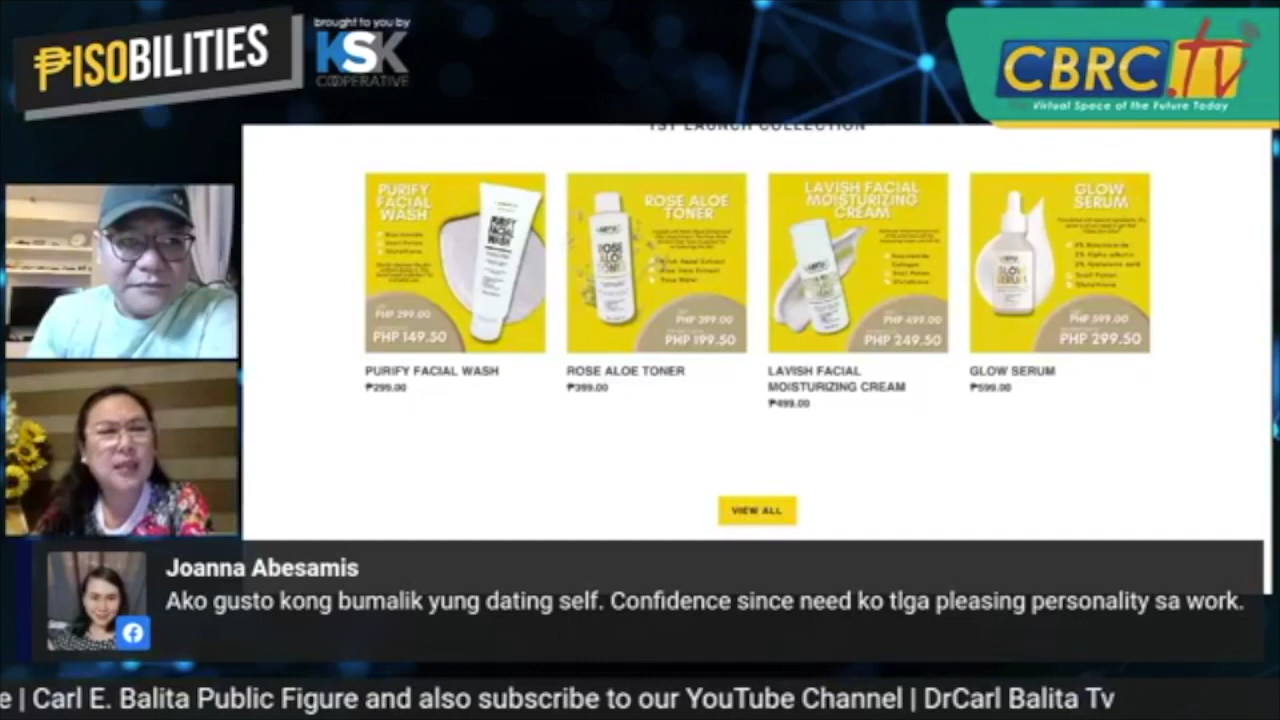 ₱ISOBILITIES
brought to you by
KSK
COOPERATIVE
CBRC.tv
Virtual Space of the Future Today
1ST LAUNCH COLLECTION
PURIFY
FACIAL
WASH
PHP 299.00
PHP 149.50
ROSE ALOE
TONER
PHP 399.00
PHP 199.50
LAVISH FACIAL
MOISTURIZING
CREAM
PHP 499.00
PHP 249.50
GLOW
SERUM
PHP 599.00
PHP 299.50
PURIFY FACIAL WASH
₱299.00
ROSE ALOE TONER
₱399.00
LAVISH FACIAL
MOISTURIZING CREAM
₱499.00
GLOW SERUM
₱599.00
VIEW ALL
Joanna Abesamis
Ako gusto kong bumalik yung dating self. Confidence since need ko tlga pleasing personality sa work.
e | Carl E. Balita Public Figure and also subscribe to our YouTube Channel | DrCarl Balita Tv